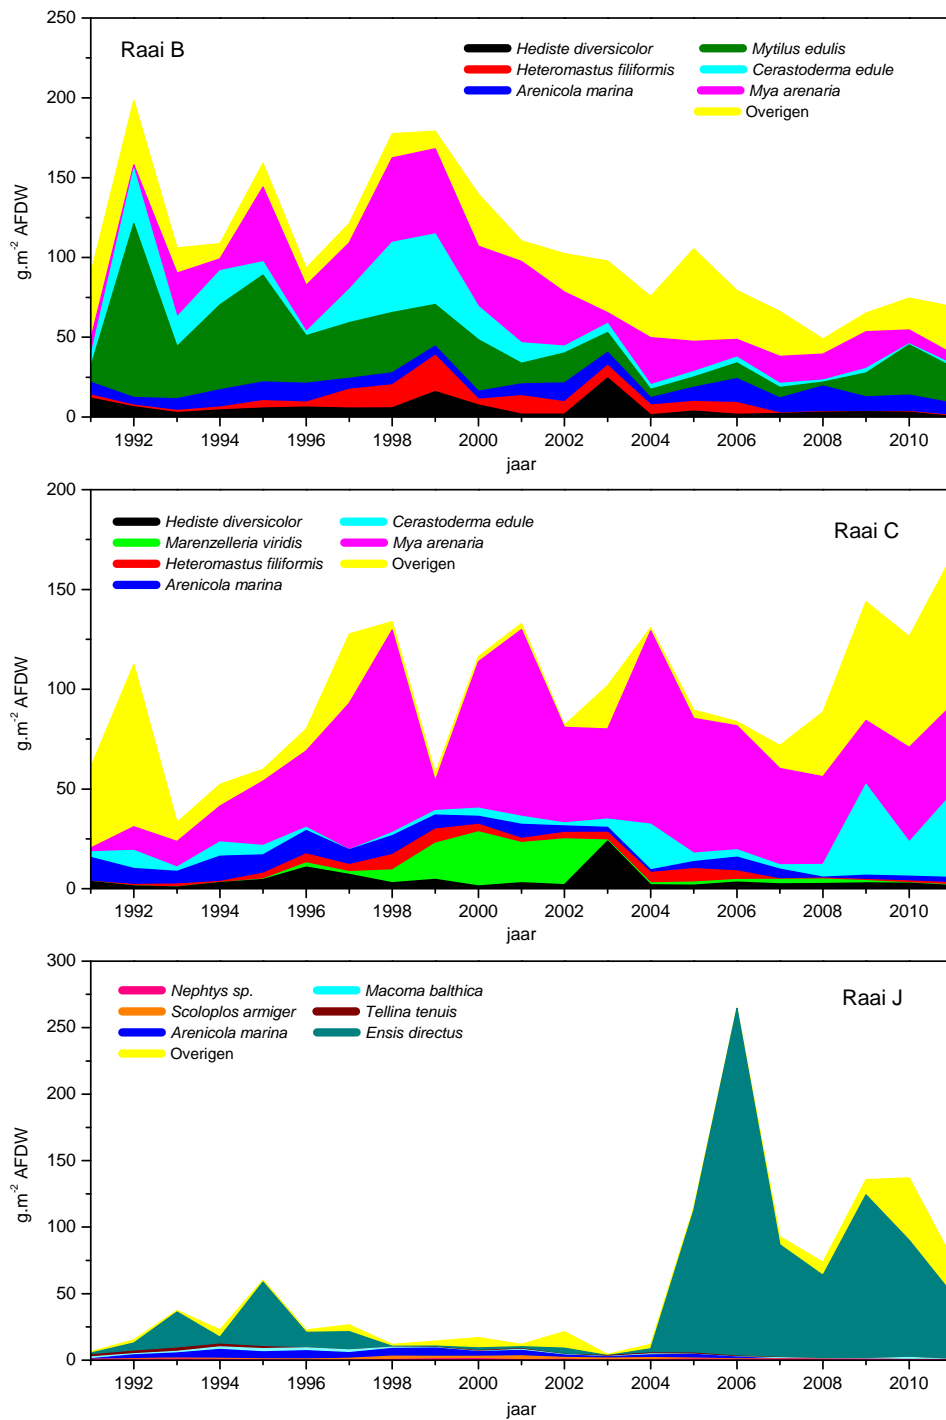 250
200
150
100
50
0
g.m-2 AFDW
Raai B
Hediste diversicolor
Heteromastus filiformis
Arenicola marina
Mytilus edulis
Cerastoderma edule
Mya arenaria
Overigen
1992 1994 1996 1998 2000 2002 2004 2006 2008 2010
jaar
200
150
100
50
0
g.m-2 AFDW
Hediste diversicolor
Marenzelleria viridis
Heteromastus filiformis
Arenicola marina
Cerastoderma edule
Mya arenaria
Overigen
Raai C
1992 1994 1996 1998 2000 2002 2004 2006 2008 2010
jaar
300
250
200
150
100
50
0
g.m-2 AFDW
Nephtys sp.
Scoloplos armiger
Arenicola marina
Overigen
Macoma balthica
Tellina tenuis
Ensis directus
Raai J
1992 1994 1996 1998 2000 2002 2004 2006 2008 2010
jaar